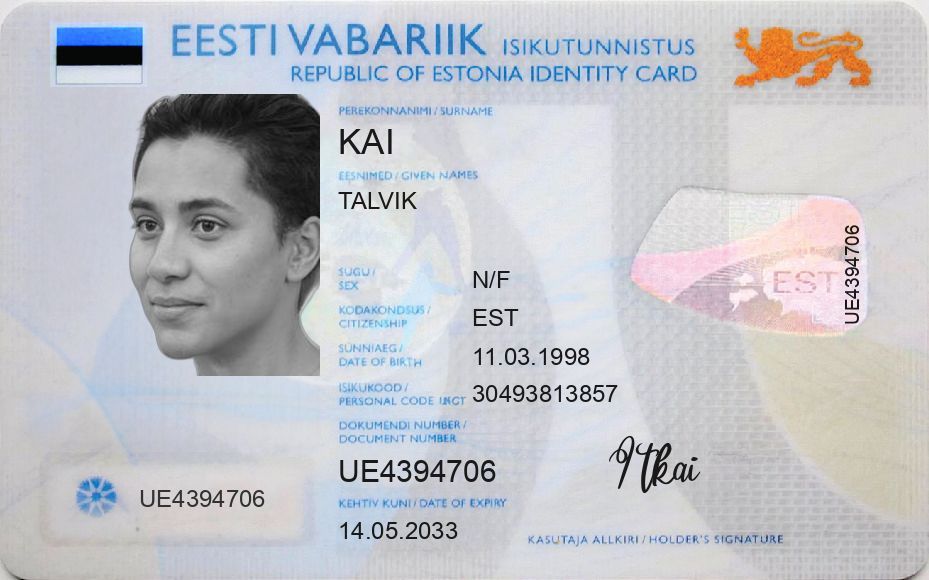 EESTI VABARIIK ISIKUTUNNISTUS
REPUBLIC OF ESTONIA IDENTITY CARD
PEREKONNANIMI / SURNAME
KAI
EESNIMED / GIVEN NAMES
TALVIK
SUGU /
SEX
N/F
KODAKONDSUS /
CITIZENSHIP
EST
SÜNNIAEG /
DATE OF BIRTH
11.03.1998
ISIKUKOOD /
PERSONAL CODE
30493813857
DOKUMENDI NUMBER /
DOCUMENT NUMBER
UE4394706
KEHTIV KUNI / DATE OF EXPIRY
14.05.2033
UE4394706
EST
UE4394706
KASUTAJA ALLKIRI / HOLDER'S SIGNATURE